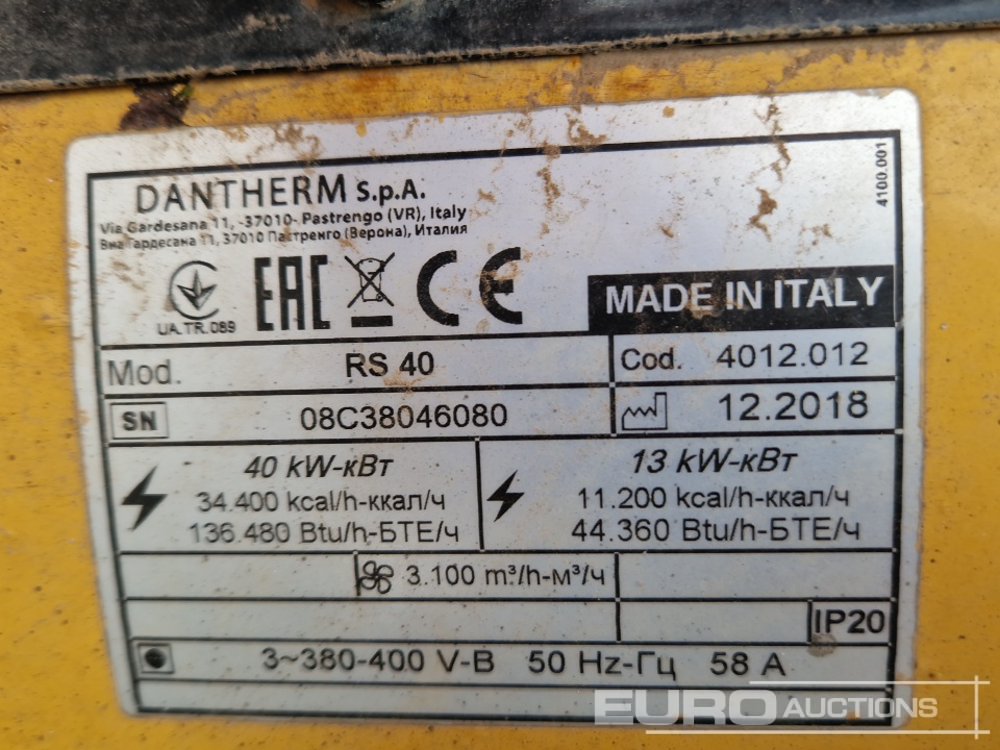 4100.001
DANTHERM S.p.A.
Via Gardesana 11, -37010- Pastrengo (VR), Italy
Виа Гардесана 11, 37010 Пастренго (Верона), Италия
UA.TR.089
EAC
CE
MADE IN ITALY
Mod. RS 40
Cod. 4012.012
SN 08C38046080
12.2018
40 kW-кВт
34.400 kcal/h-ккал/ч
136.480 Btu/h-БТЕ/ч
13 kW-кВт
11.200 kcal/h-ккал/ч
44.360 Btu/h-БТЕ/ч
3.100 m³/h-м³/ч
IP20
3~380-400 V-В 50 Hz-Гц 58 A
EURO AUCTIONS